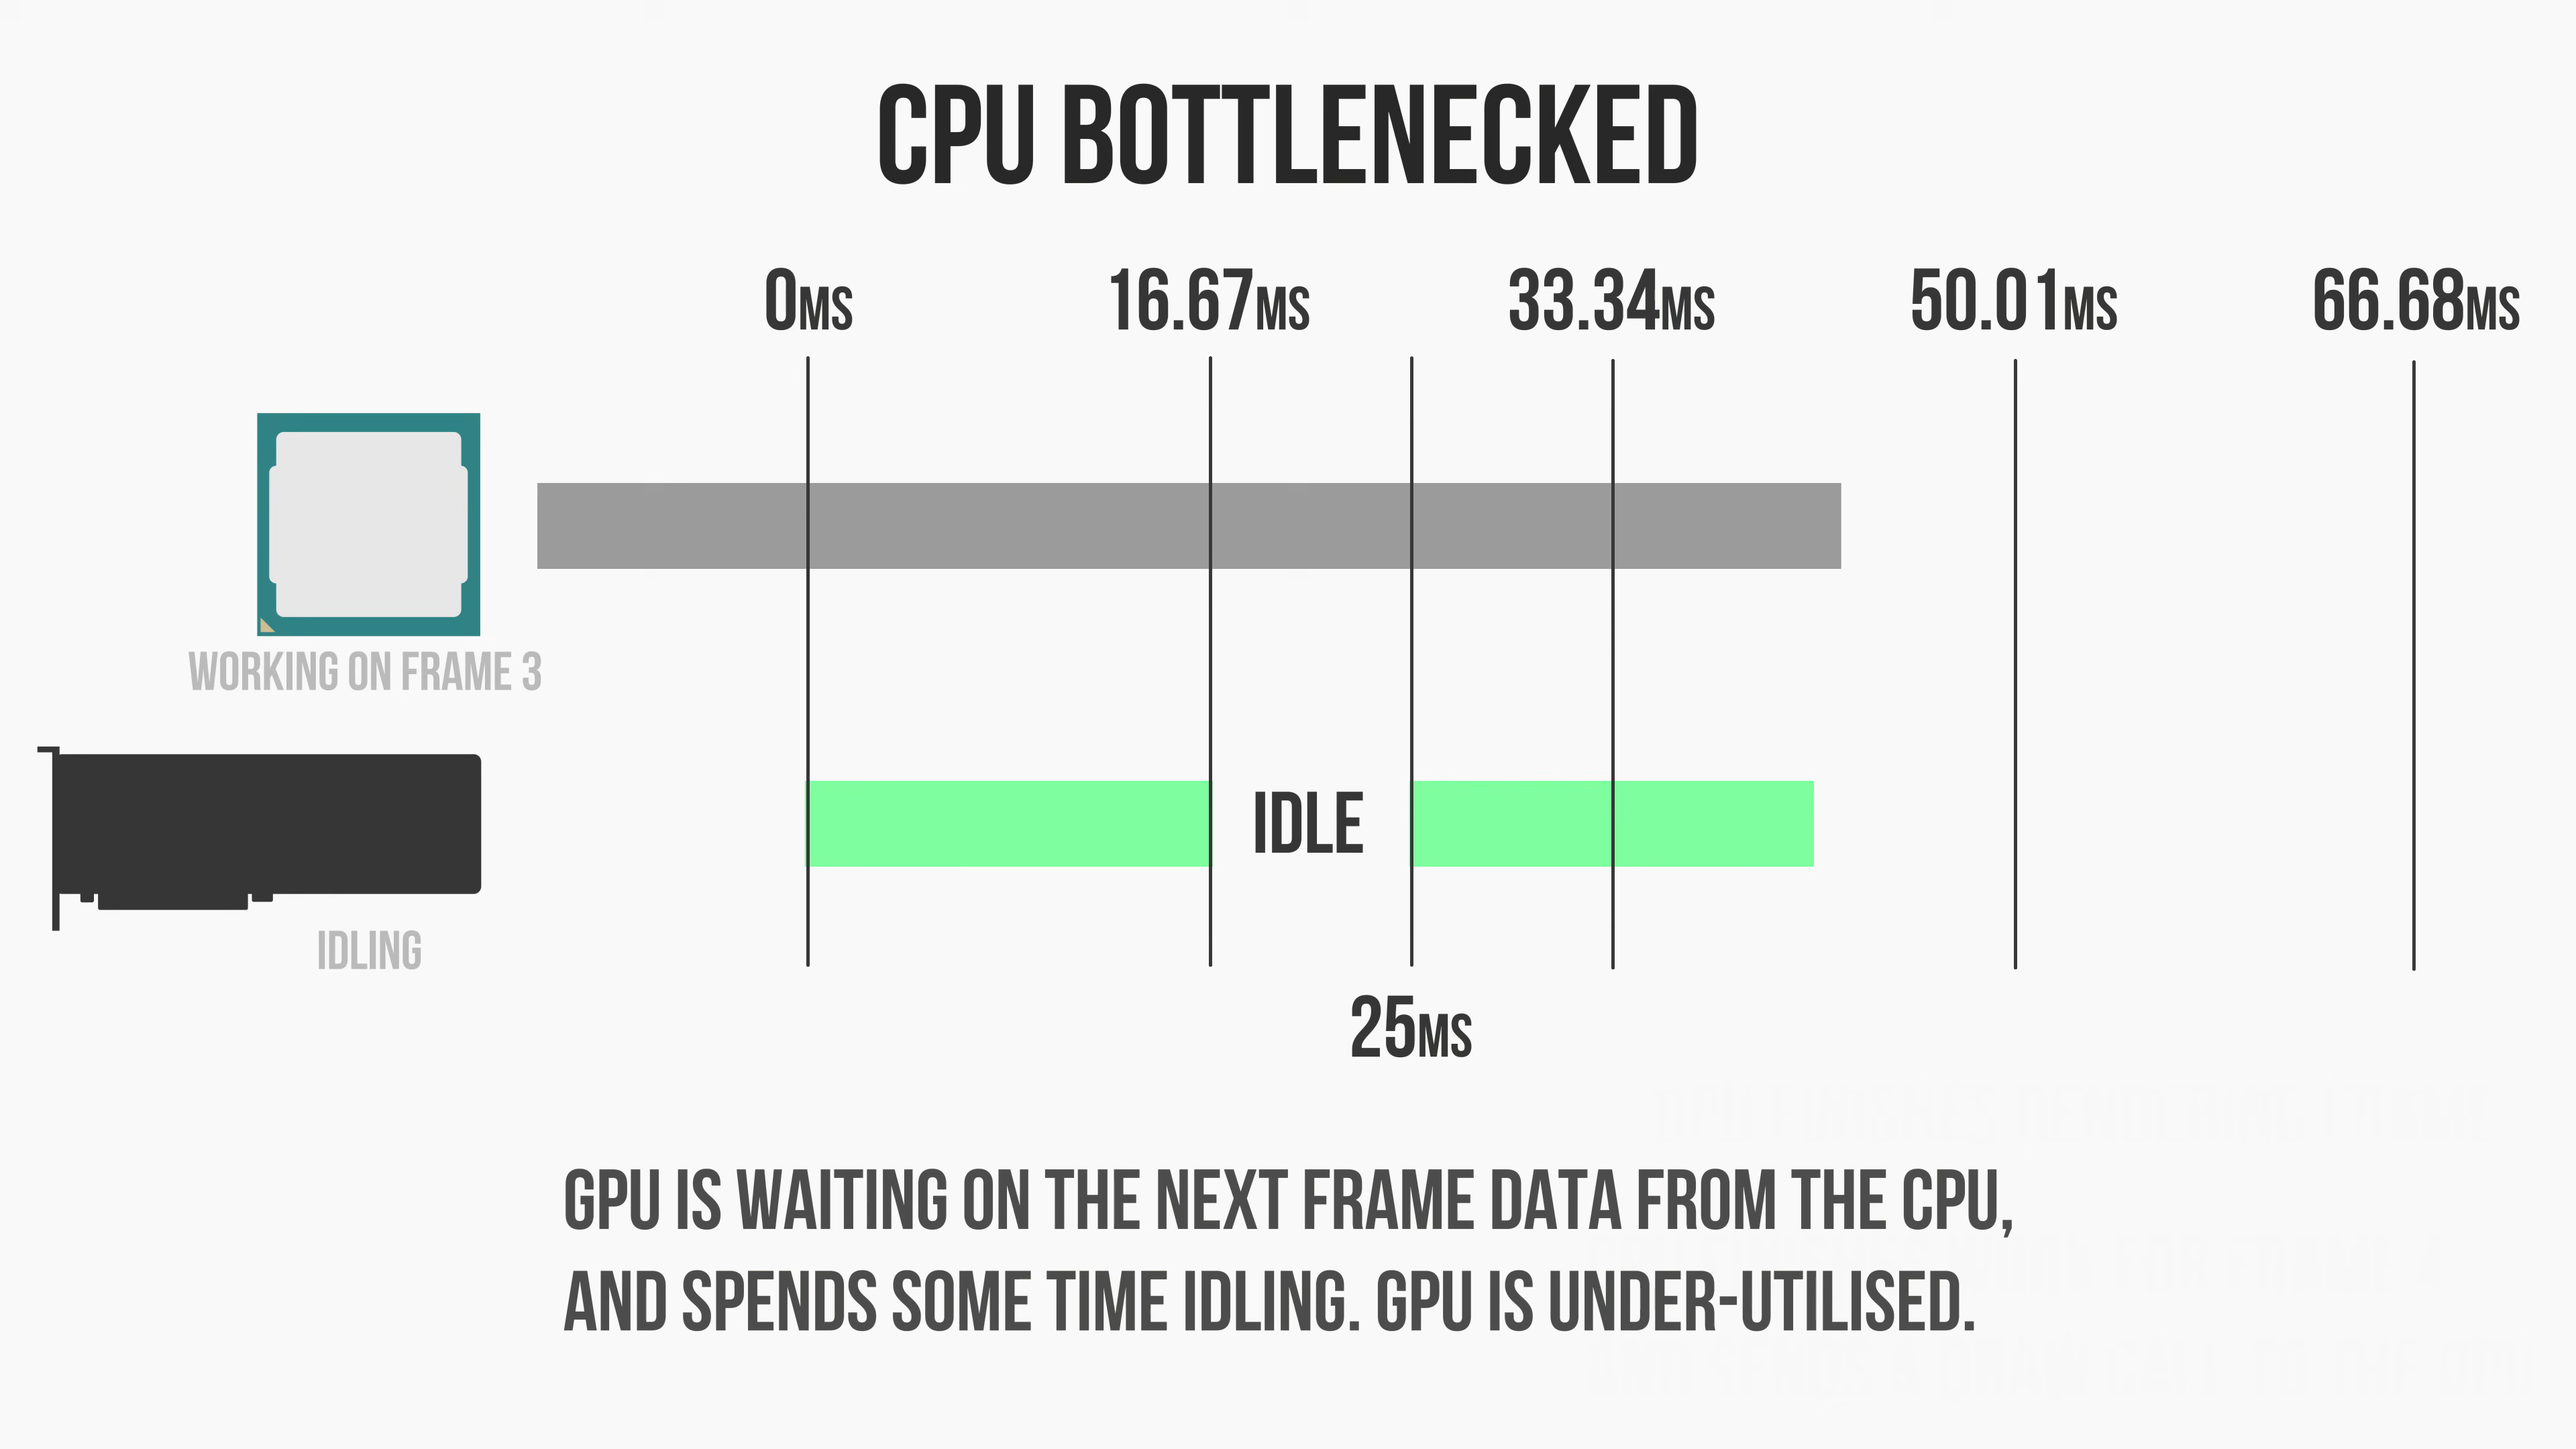 CPU BOTTLENECKED
0MS 16.67MS 33.34MS 50.01MS 66.68MS
WORKING ON FRAME 3
IDLE
IDLING
25MS
GPU IS WAITING ON THE NEXT FRAME DATA FROM THE CPU,
AND SPENDS SOME TIME IDLING. GPU IS UNDER-UTILISED.